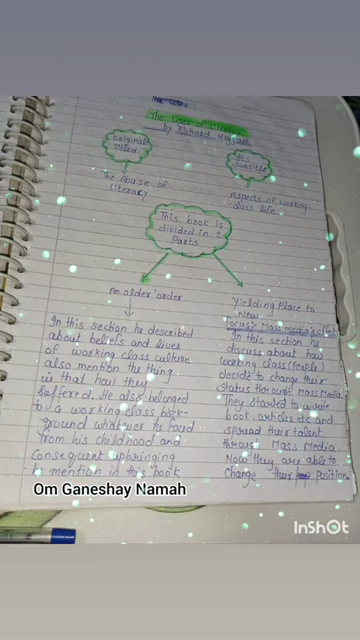 The Uses
The Uses of Literacy
by Richard Hoggart
Original
Titled
Its
Subtitle
The Abuse of
Literary
Aspects of Working
-class life.
This book is
divided in 2
Parts
An older 'order'
In this section he described
about beliefs and lives
of working class culture
also mention the thing
is that how they
suffered. He also belonged
to a working class back-
ground whatever he faced
from his childhood and
consequent upbringing
he mention in this book
Yielding Place to
New
Focus:- Mass media's effect
In this section he
discuss about how
working class (People)
decide to change their
Status through Mass Media
They started to write
book, articles etc and
spread their talent
through Mass Media
Now they are able to
Change their position.
Om Ganeshay Namah
InShOt